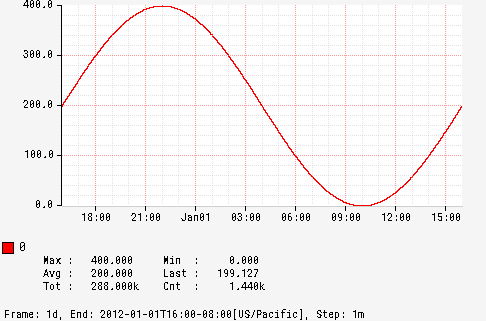 400.0
300.0
200.0
100.0
0.0
18:00 21:00 Jan01 03:00 06:00 09:00 12:00 15:00
0
Max : 400.000 Min : 0.000
Avg : 200.000 Last : 199.127
Tot : 288.000k Cnt : 1.440k
Frame: 1d, End: 2012-01-01T16:00-08:00[US/Pacific], Step: 1m